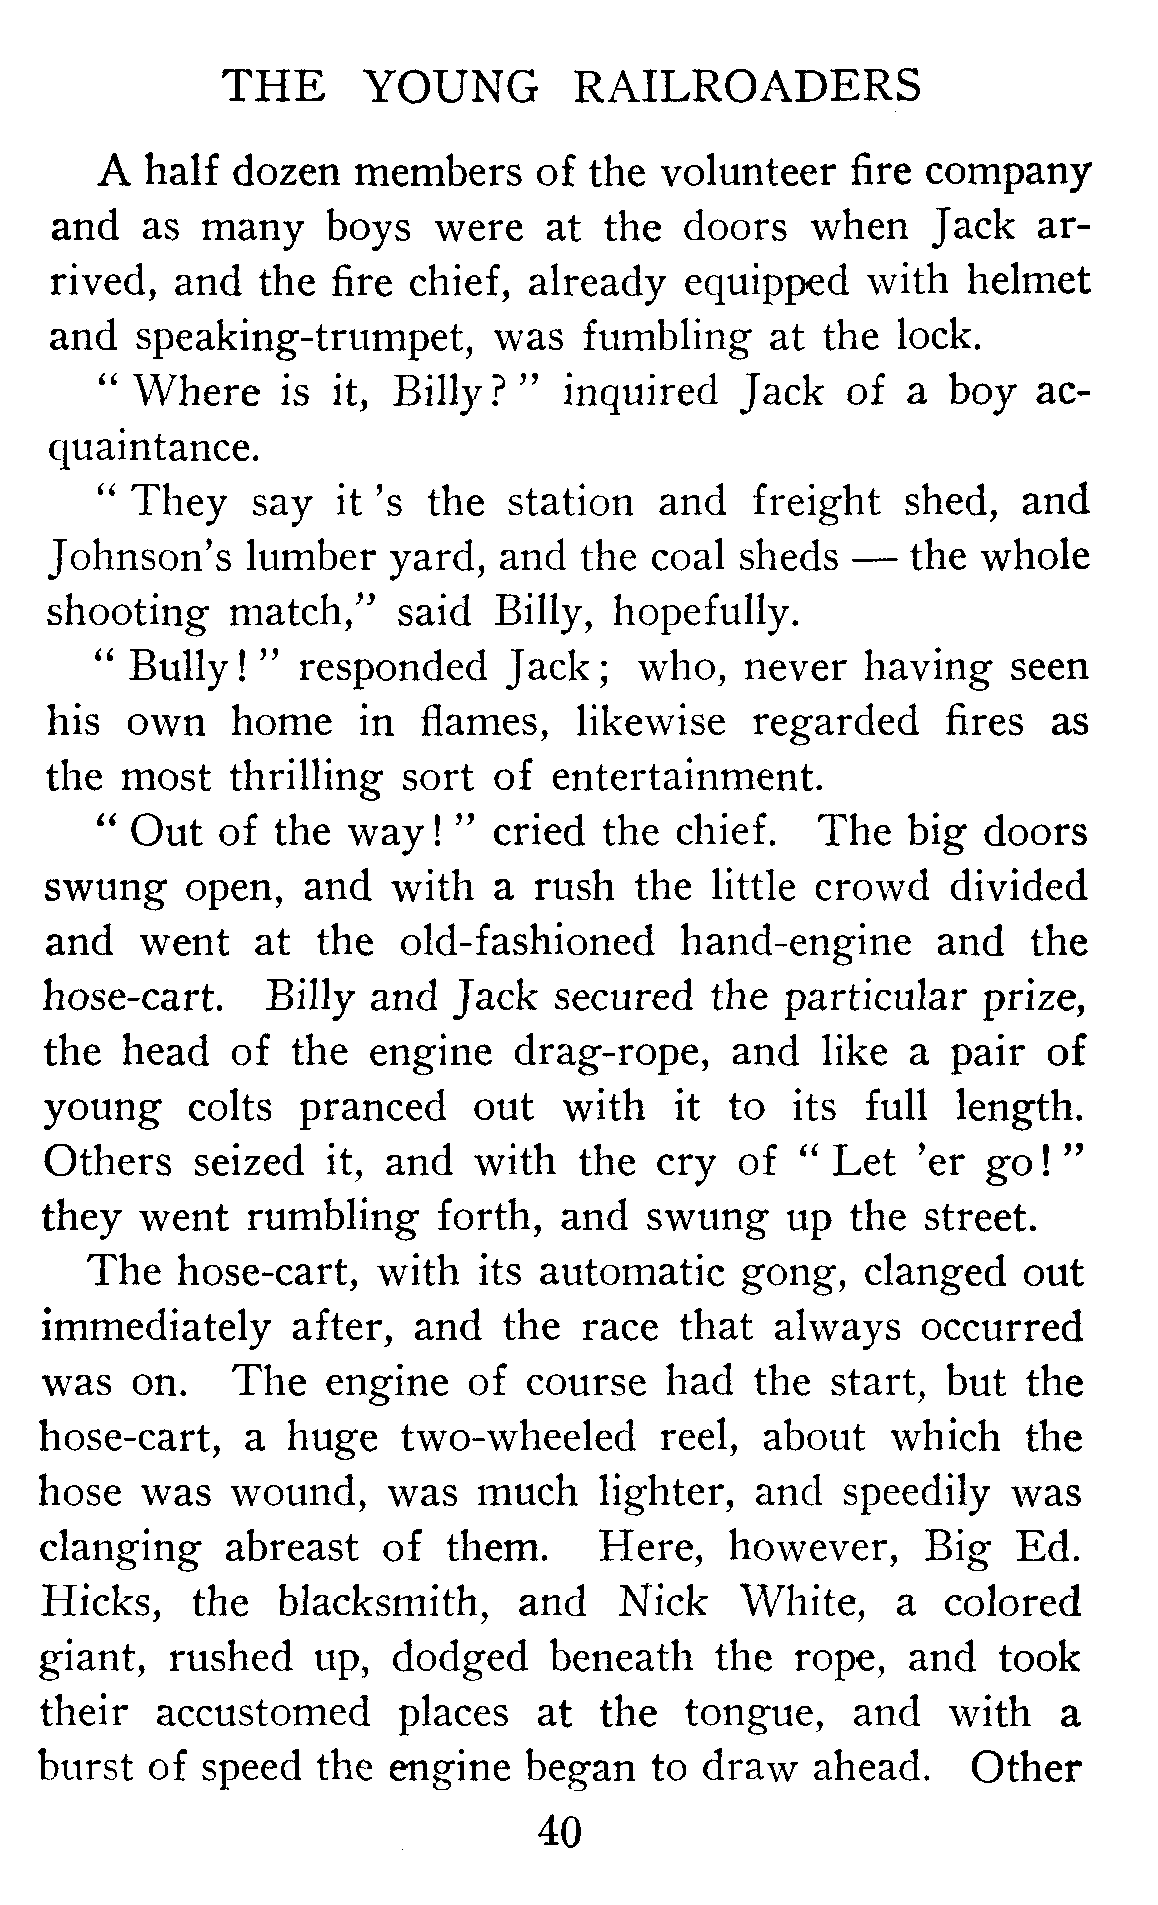 THE YOUNG RAILROADERS
A half dozen members of the volunteer fire company
and as many boys were at the doors when Jack ar-
rived, and the fire chief, already equipped with helmet
and speaking-trumpet, was fumbling at the lock.
" Where is it, Billy? " inquired Jack of a boy ac-
quaintance.
" They say it 's the station and freight shed, and
Johnson's lumber yard, and the coal sheds — the whole
shooting match," said Billy, hopefully.
" Bully! " responded Jack; who, never having seen
his own home in flames, likewise regarded fires as
the most thrilling sort of entertainment.
" Out of the way! " cried the chief. The big doors
swung open, and with a rush the little crowd divided
and went at the old-fashioned hand-engine and the
hose-cart. Billy and Jack secured the particular prize,
the head of the engine drag-rope, and like a pair of
young colts pranced out with it to its full length.
Others seized it, and with the cry of " Let 'er go! "
they went rumbling forth, and swung up the street.
The hose-cart, with its automatic gong, clanged out
immediately after, and the race that always occurred
was on. The engine of course had the start, but the
hose-cart, a huge two-wheeled reel, about which the
hose was wound, was much lighter, and speedily was
clanging abreast of them. Here, however, Big Ed.
Hicks, the blacksmith, and Nick White, a colored
giant, rushed up, dodged beneath the rope, and took
their accustomed places at the tongue, and with a
burst of speed the engine began to draw ahead. Other
40